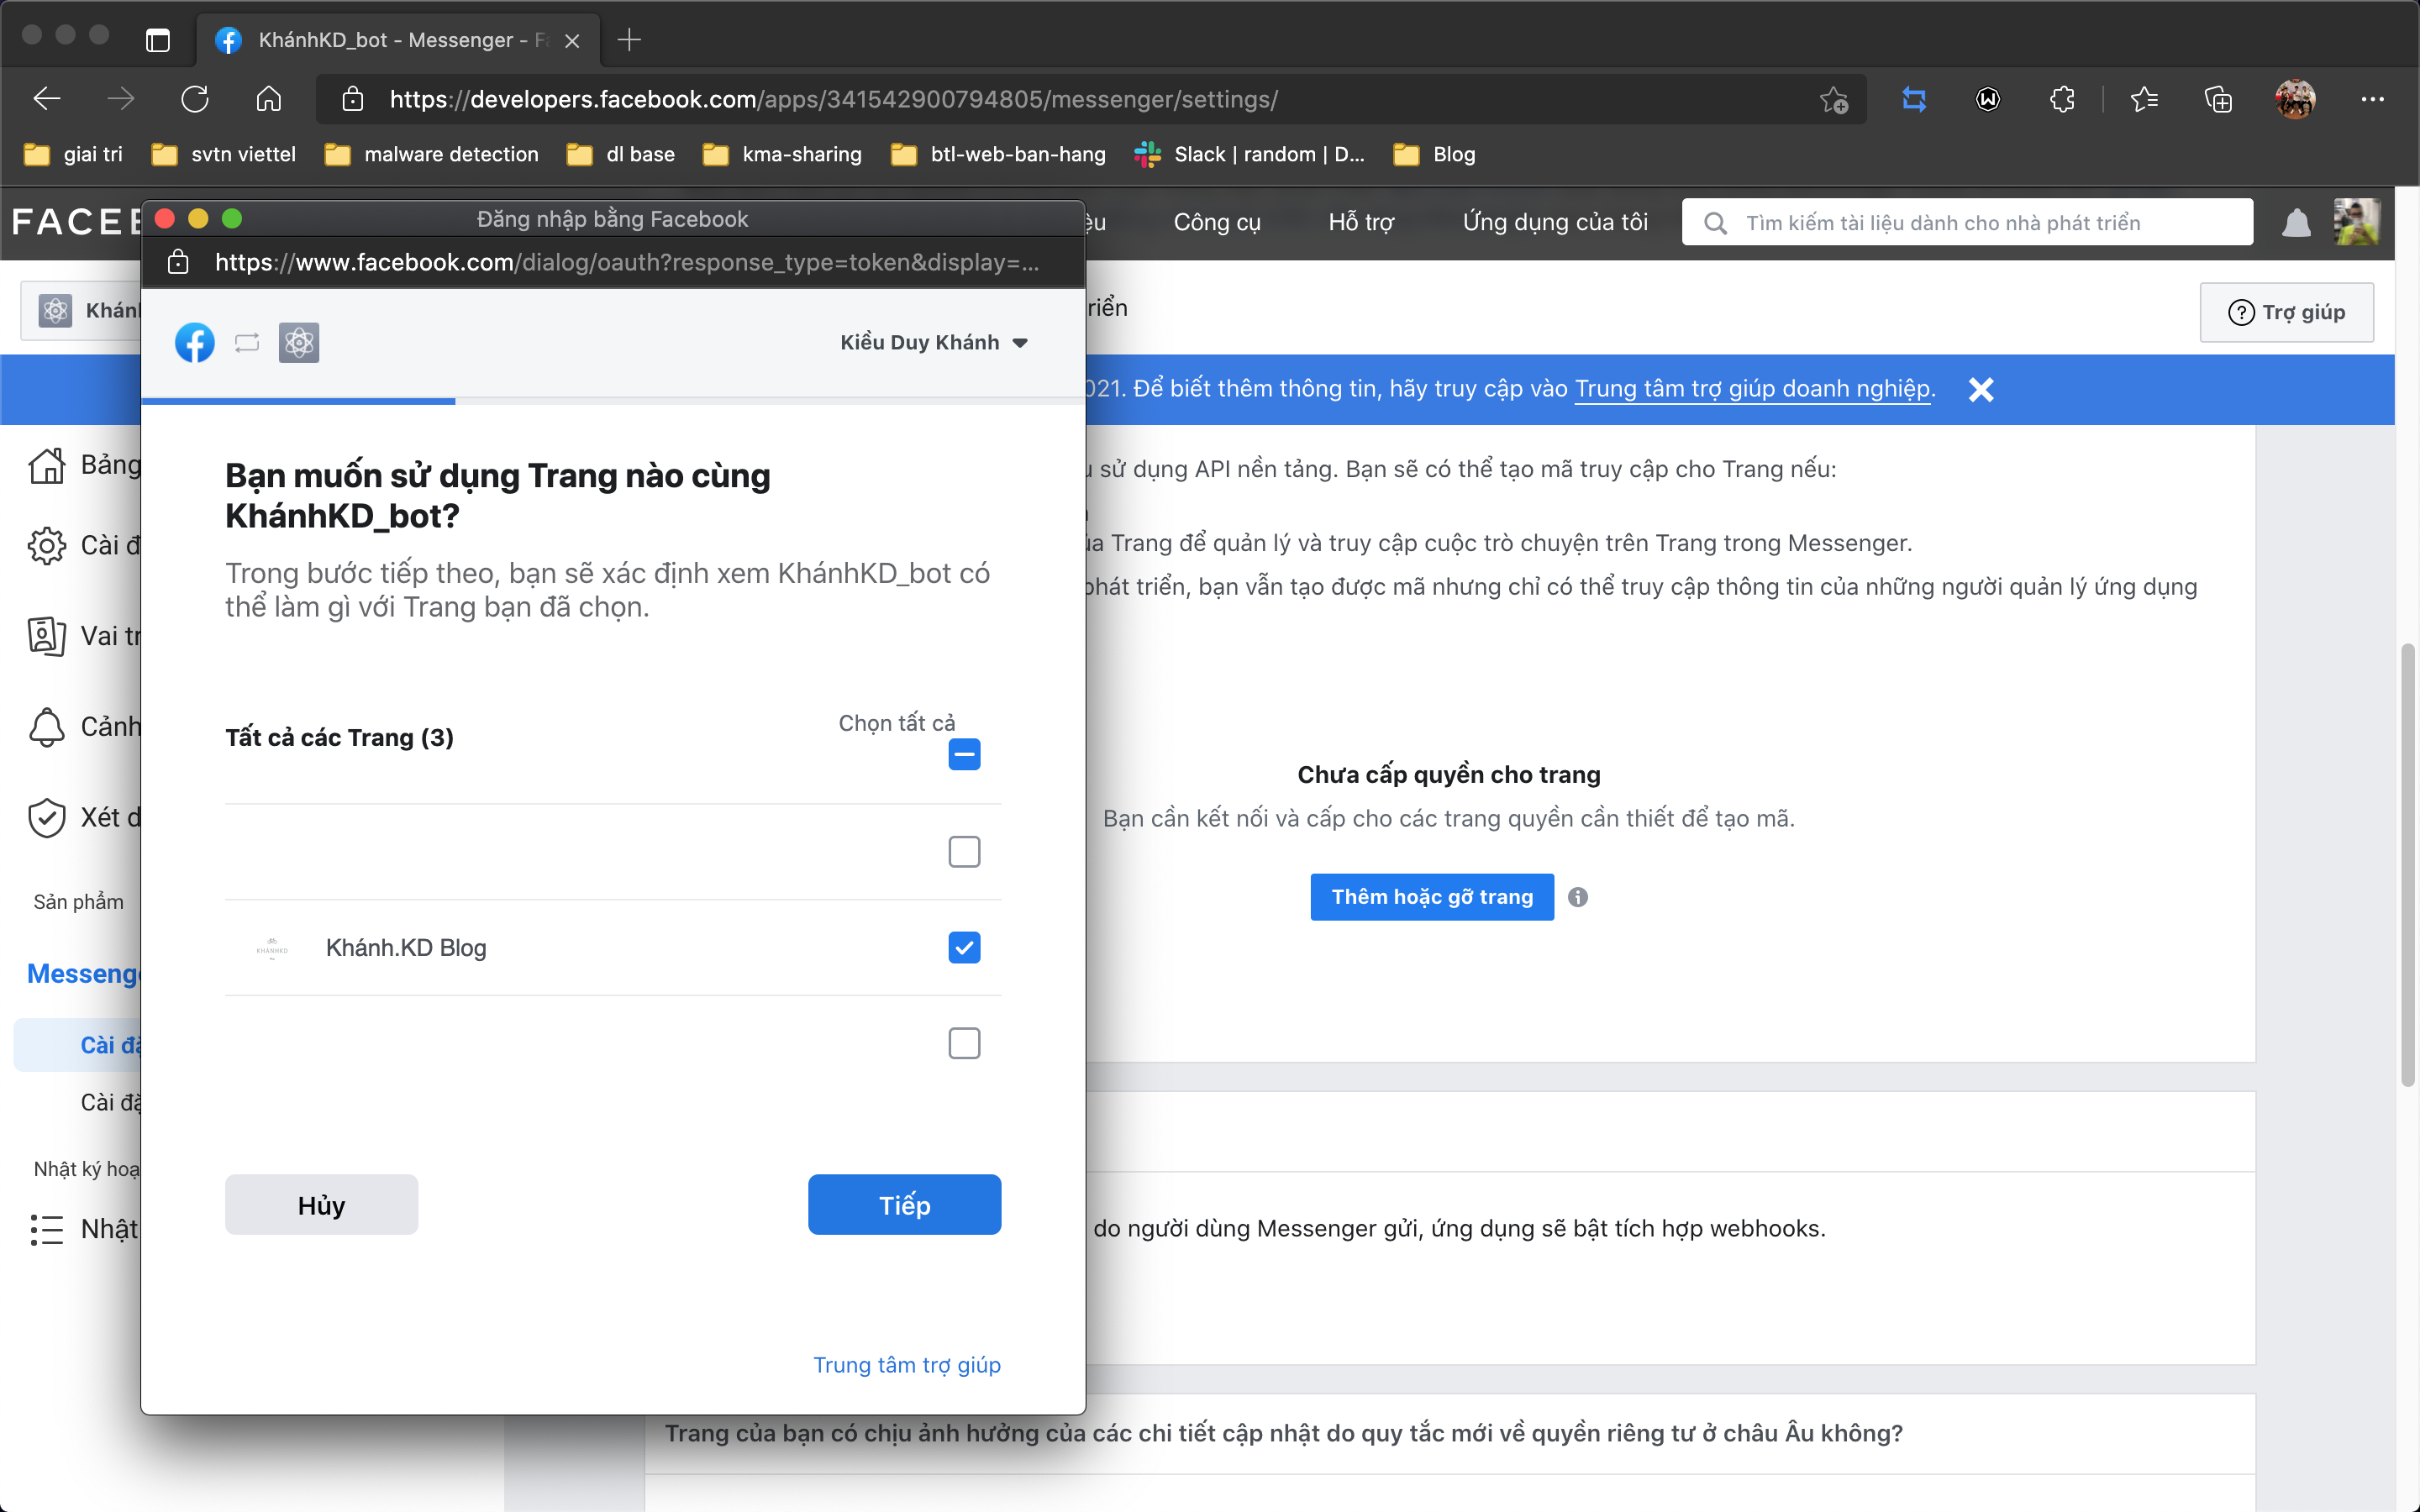 KhánhKD_bot - Messenger - F
https://developers.facebook.com/apps/341542900794805/messenger/settings/
giai tri
svtn viettel
malware detection
dl base
kma-sharing
btl-web-ban-hang
Slack | random | D...
Blog
FACEE
Công cụ
Hỗ trợ
Ứng dụng của tôi
Tìm kiếm tài liệu dành cho nhà phát triển
Đăng nhập bằng Facebook
https://www.facebook.com/dialog/oauth?response_type=token&display=...
Khánh
riển
Trợ giúp
Kiều Duy Khánh
021. Để biết thêm thông tin, hãy truy cập vào Trung tâm trợ giúp doanh nghiệp.
Bạn muốn sử dụng Trang nào cùng
KhánhKD_bot?
Trong bước tiếp theo, bạn sẽ xác định xem KhánhKD_bot có
thể làm gì với Trang bạn đã chọn.
Tất cả các Trang (3)
Chọn tất cả
KHÁNHKD
Khánh.KD Blog
Hủy
Tiếp
Trung tâm trợ giúp
Bảng
Cài đ
Vai tr
Cảnh
Xét d
Sản phẩm
Messenge
Cài đặ
Cài đặ
Nhật ký hoạ
Nhật
sử dụng API nền tảng. Bạn sẽ có thể tạo mã truy cập cho Trang nếu:
ủa Trang để quản lý và truy cập cuộc trò chuyện trên Trang trong Messenger.
phát triển, bạn vẫn tạo được mã nhưng chỉ có thể truy cập thông tin của những người quản lý ứng dụng
Chưa cấp quyền cho trang
Bạn cần kết nối và cấp cho các trang quyền cần thiết để tạo mã.
Thêm hoặc gỡ trang
do người dùng Messenger gửi, ứng dụng sẽ bật tích hợp webhooks.
Trang của bạn có chịu ảnh hưởng của các chi tiết cập nhật do quy tắc mới về quyền riêng tư ở châu Âu không?